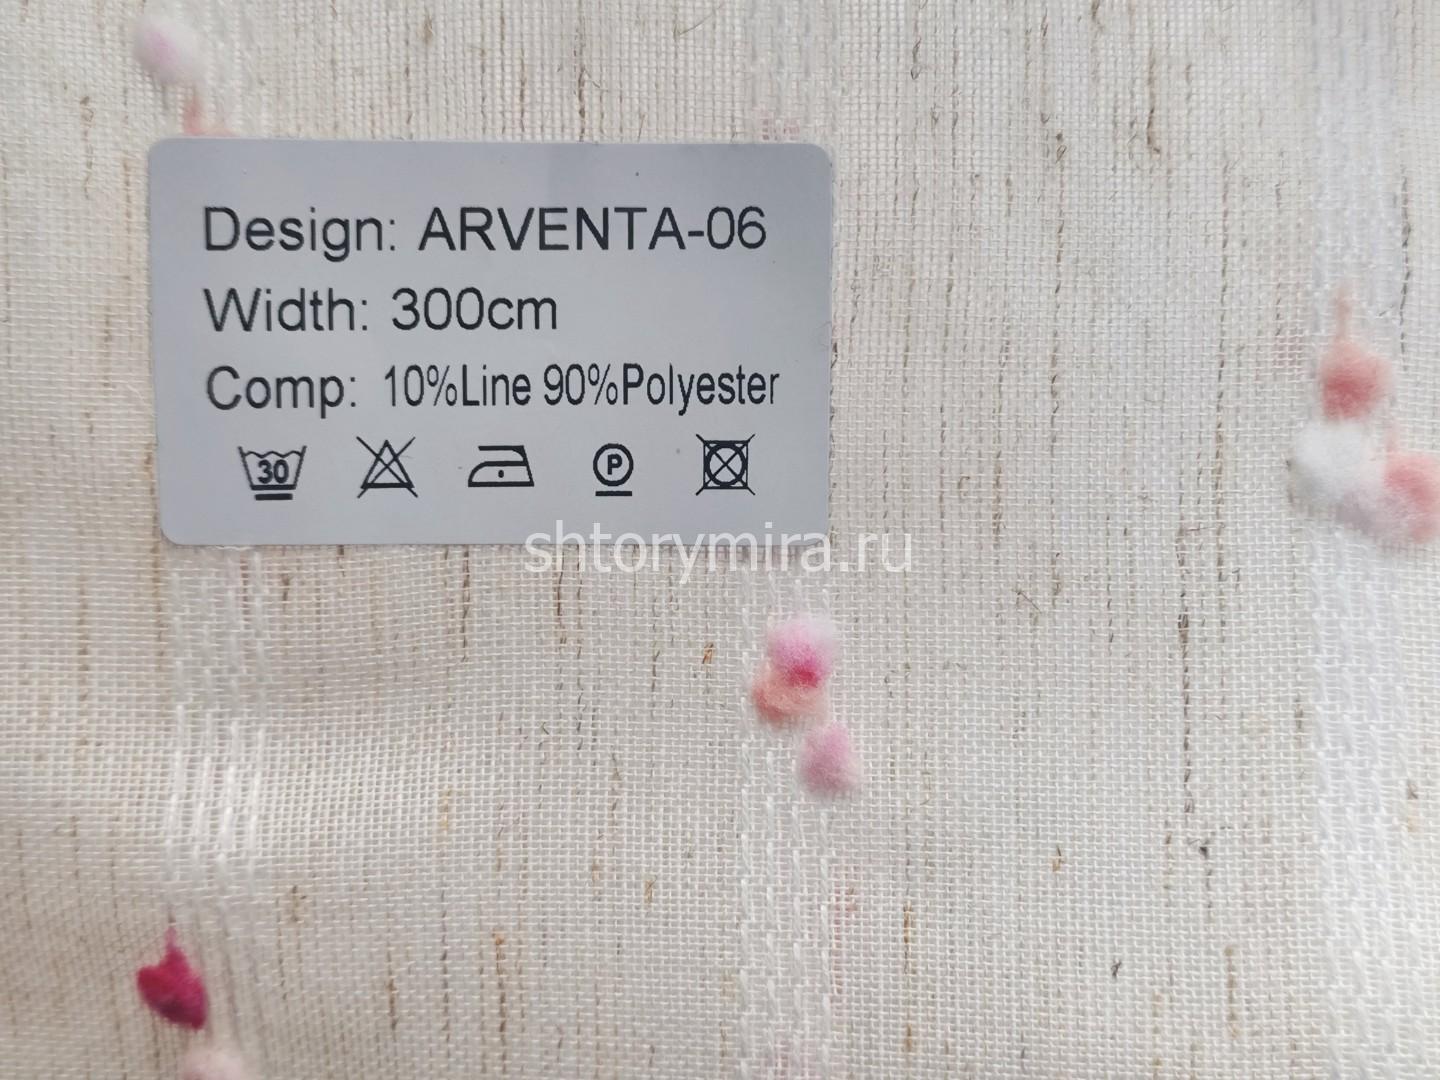 Design: ARVENTA-06
Width: 300cm
Comp: 10%Line 90%Polyester
30 P
shtorymira.ru